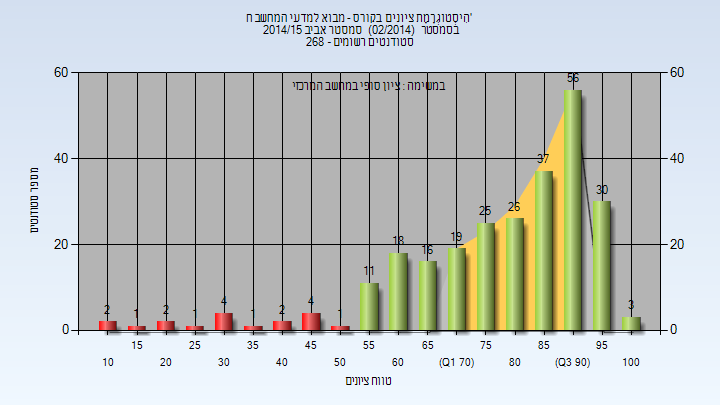 היסטוגרמת ציונים בקורס - מבוא למדעי המחשב ח'
בסמסטר (02/2014) סמסטר אביב 2014/15
סטודנטים רשומים - 268
במשימה : ציון סופי במחשב המרכזי
60 60
40 40
20 20
0 0
מספר סטודנטים
2 1 2 1 4 1 2 4 1 11 18 16 19 25 26 37 56 30 3
15 25 35 45 55 65 75 85 95
10 20 30 40 50 60 (Q1 70) 80 (Q3 90) 100
טווח ציונים